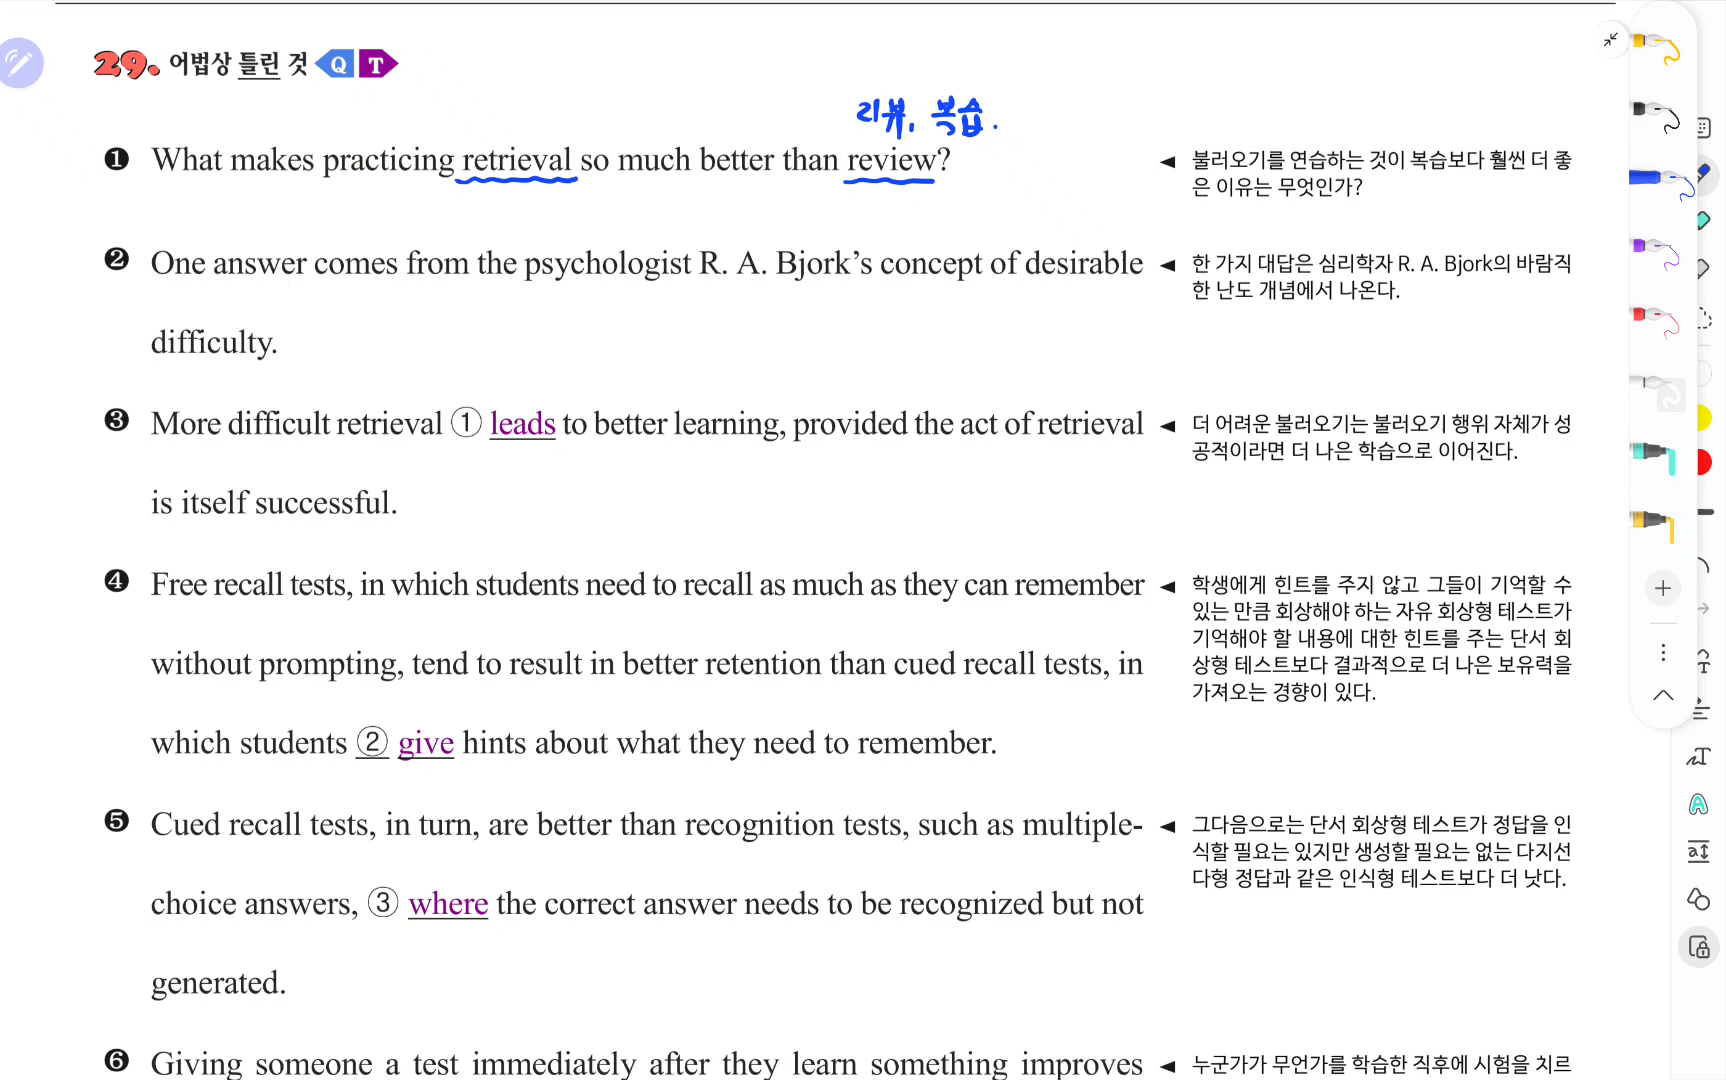 29. 어법상 틀린 것 Q T
리뷰, 복습.
❶ What makes practicing retrieval so much better than review?
◄ 불러오기를 연습하는 것이 복습보다 훨씬 더 좋
은 이유는 무엇인가?
❷ One answer comes from the psychologist R. A. Bjork’s concept of desirable
difficulty.
◄ 한 가지 대답은 심리학자 R. A. Bjork의 바람직
한 난도 개념에서 나온다.
❸ More difficult retrieval ① leads to better learning, provided the act of retrieval
is itself successful.
◄ 더 어려운 불러오기는 불러오기 행위 자체가 성
공적이라면 더 나은 학습으로 이어진다.
❹ Free recall tests, in which students need to recall as much as they can remember
without prompting, tend to result in better retention than cued recall tests, in
which students ② give hints about what they need to remember.
◄ 학생에게 힌트를 주지 않고 그들이 기억할 수
있는 만큼 회상해야 하는 자유 회상형 테스트가
기억해야 할 내용에 대한 힌트를 주는 단서 회
상형 테스트보다 결과적으로 더 나은 보유력을
가져오는 경향이 있다.
❺ Cued recall tests, in turn, are better than recognition tests, such as multiple-
choice answers, ③ where the correct answer needs to be recognized but not
generated.
◄ 그다음으로는 단서 회상형 테스트가 정답을 인
식할 필요는 있지만 생성할 필요는 없는 다지선
다형 정답과 같은 인식형 테스트보다 더 낫다.
❻ Giving someone a test immediately after they learn something improves
◄ 누군가가 무언가를 학습한 직후에 시험을 치르